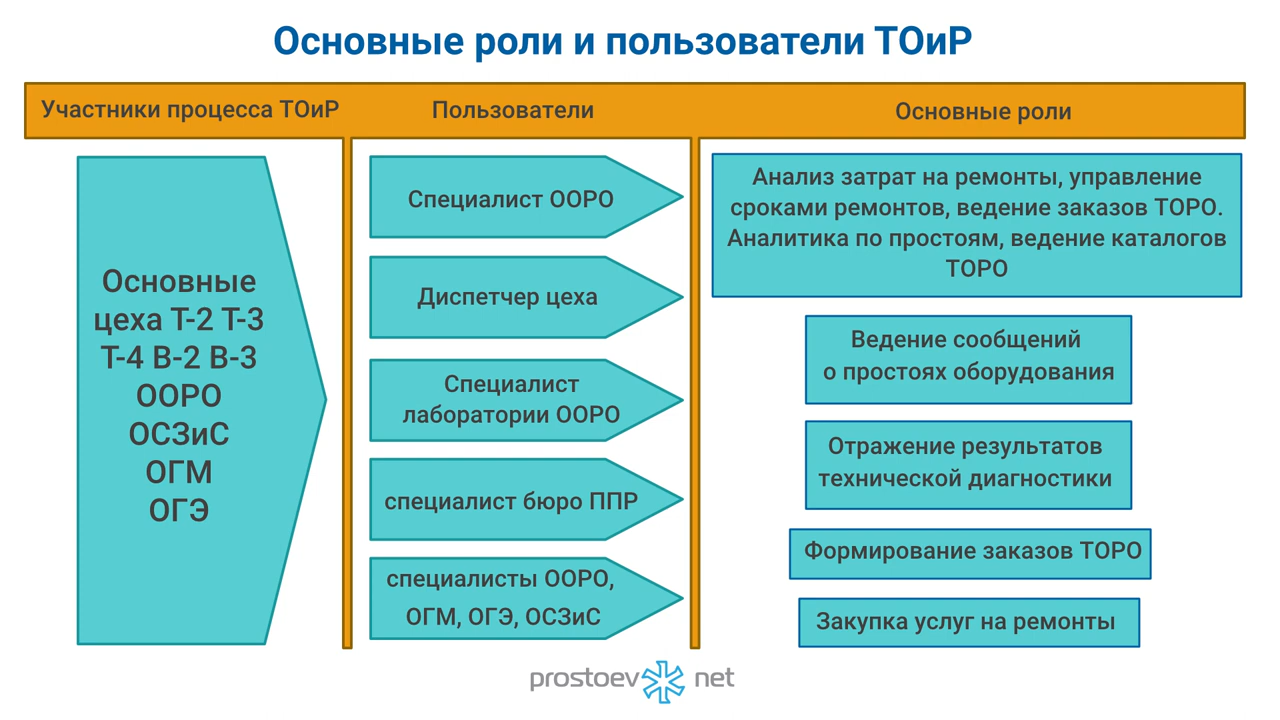 Основные роли и пользователи ТОиР
Участники процесса ТОиР
Пользователи
Основные роли
Основные
цеха Т-2 Т-3
Т-4 В-2 В-3
ООРО
ОСЗиС
ОГМ
ОГЭ
Специалист ООРО
Анализ затрат на ремонты, управление
сроками ремонтов, ведение заказов ТОРО.
Аналитика по простоям, ведение каталогов
ТОРО
Диспетчер цеха
Ведение сообщений
о простоях оборудования
Специалист
лаборатории ООРО
Отражение результатов
технической диагностики
специалист бюро ППР
Формирование заказов ТОРО
специалисты ООРО,
ОГМ, ОГЭ, ОСЗиС
Закупка услуг на ремонты
prostoev net